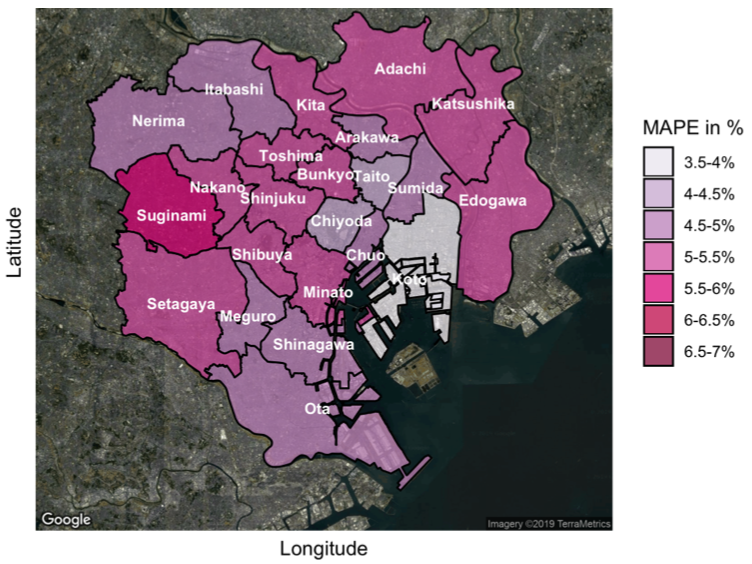 Adachi
Itabashi
Kita
Katsushika
Nerima
Arakawa
Toshima
Bunkyo
Taito
Nakano
Sumida
Shinjuku
Edogawa
Suginami
Chiyoda
Shibuya
Chuo
Koto
Minato
Setagaya
Meguro
Shinagawa
Ota
Google
Imagery ©2019 TerraMetrics
Latitude
Longitude
MAPE in %
3.5-4%
4-4.5%
4.5-5%
5-5.5%
5.5-6%
6-6.5%
6.5-7%